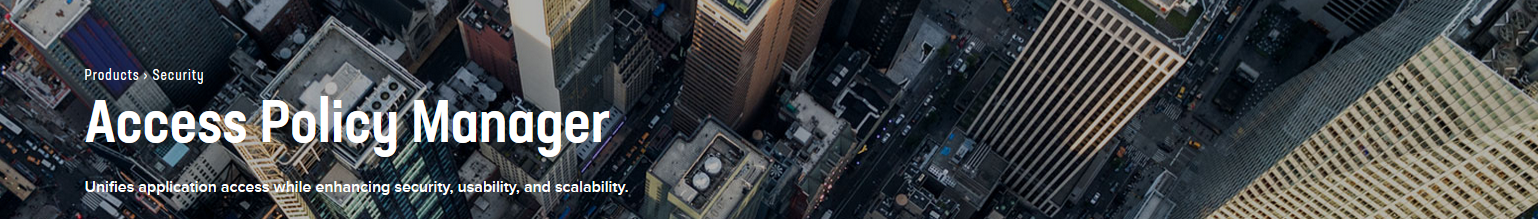 Products › Security
Access Policy Manager
Unifies application access while enhancing security, usability, and scalability.